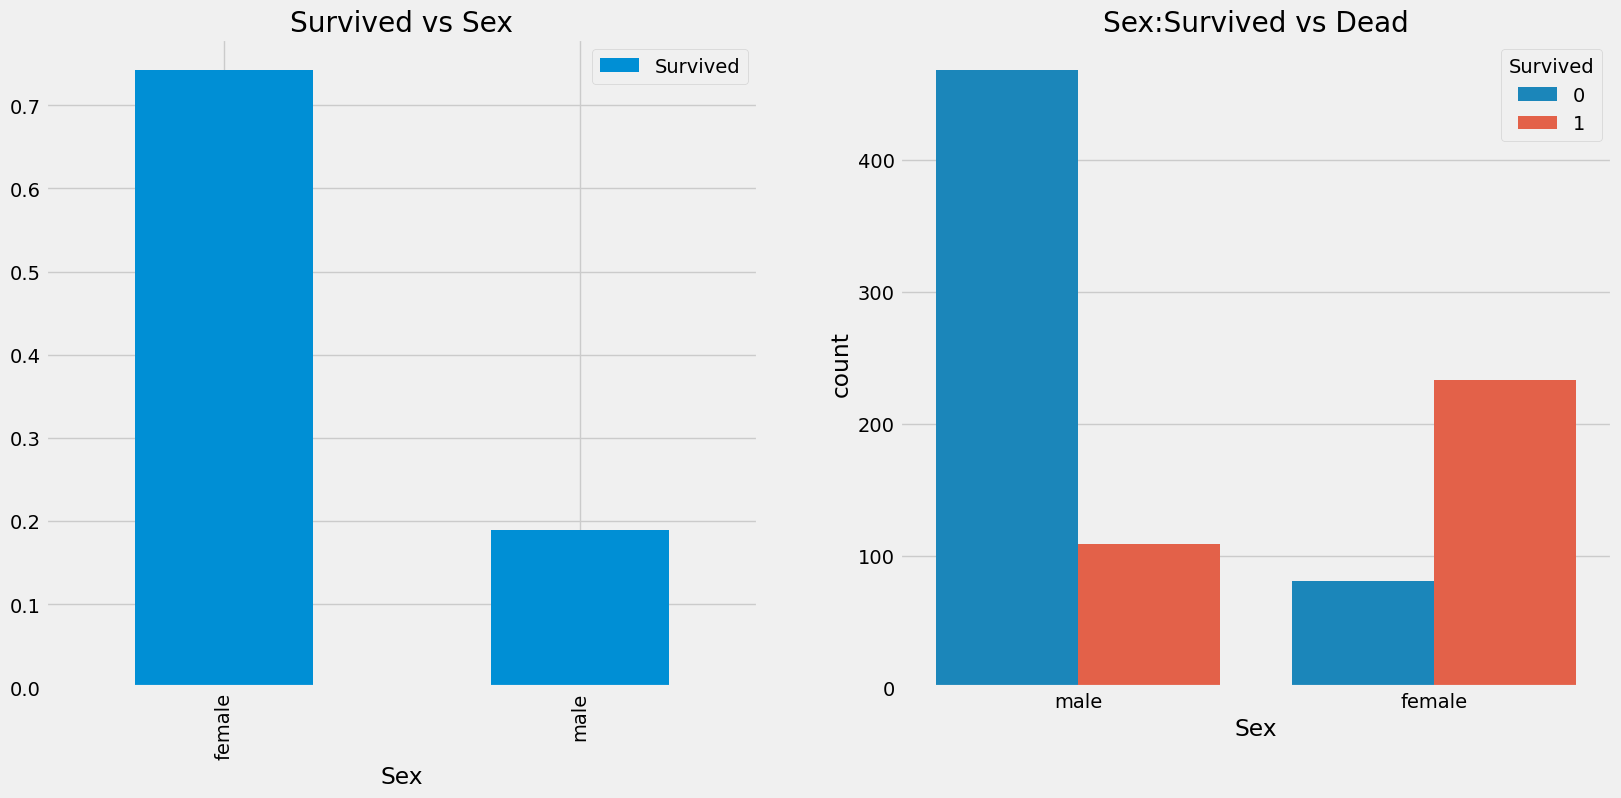 Survived vs Sex
Survived
0.7
0.6
0.5
0.4
0.3
0.2
0.1
0.0
female
male
Sex
Sex:Survived vs Dead
Survived
0
1
count
400
300
200
100
0
male
female
Sex